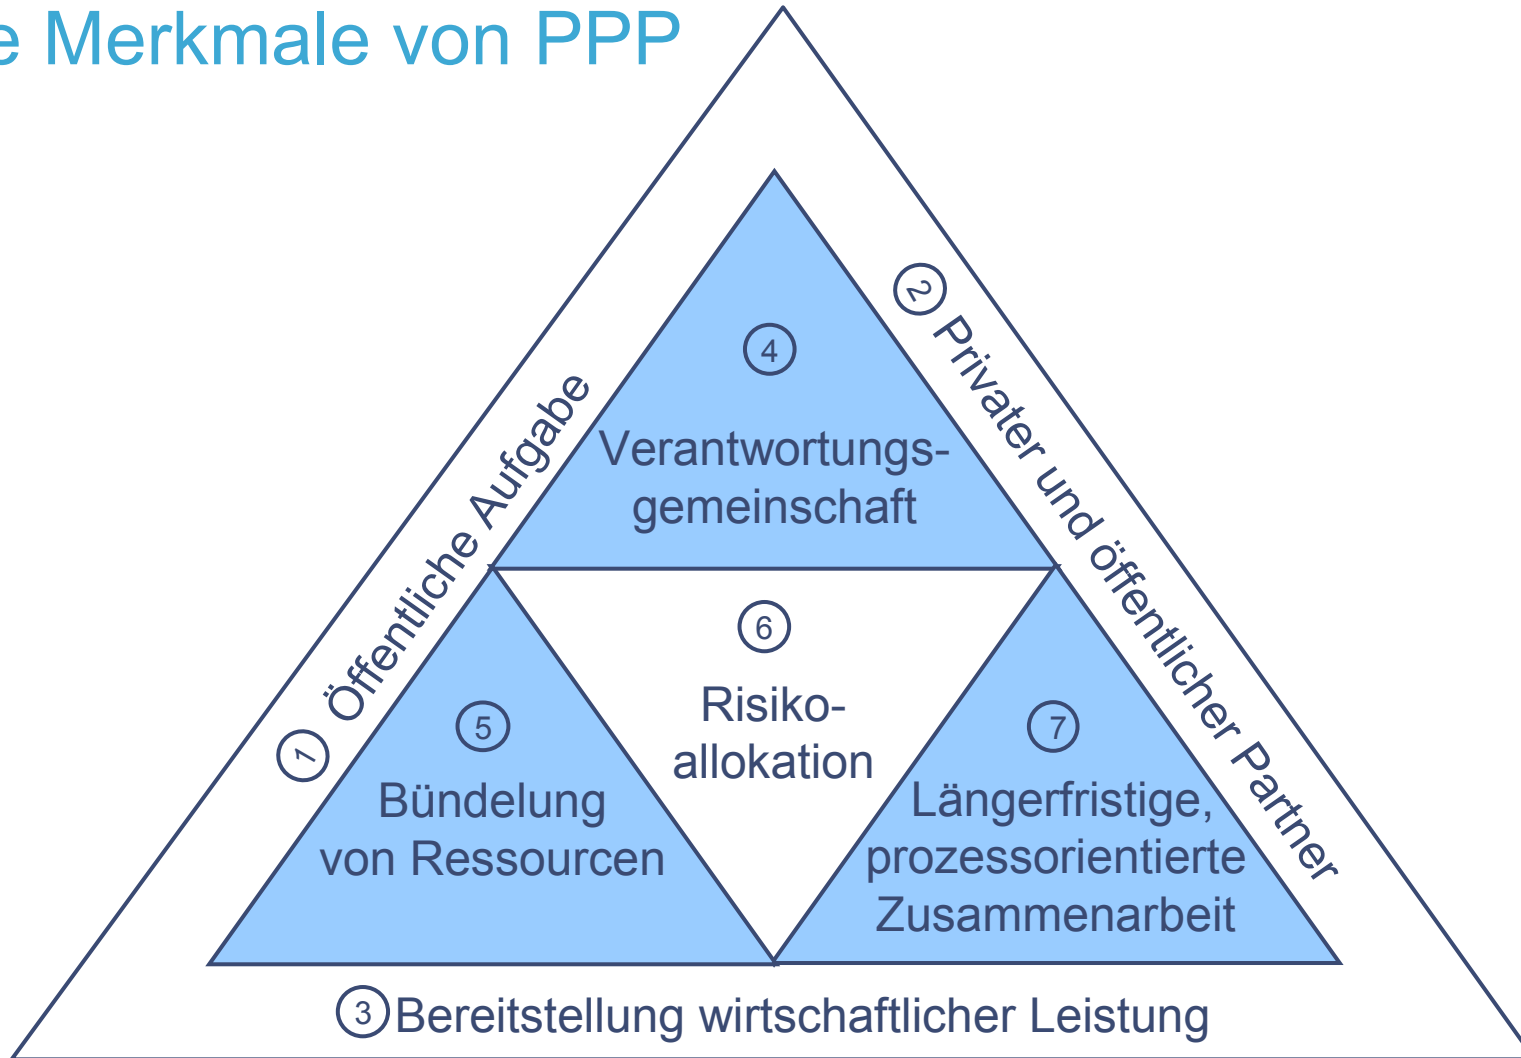 e Merkmale von PPP
1 Öffentliche Aufgabe
2 Privater und öffentlicher Partner
4
Verantwortungs-
gemeinschaft
6
Risiko-
allokation
5
Bündelung
von Ressourcen
7
Längerfristige,
prozessorientierte
Zusammenarbeit
3 Bereitstellung wirtschaftlicher Leistung